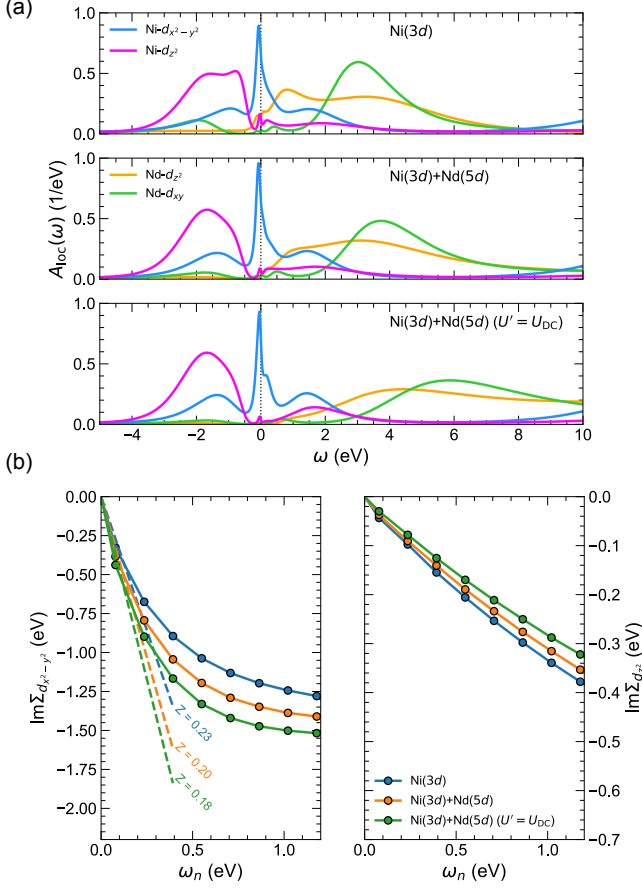 (a)
Ni-d_{x²−y²}
Ni-d_{z²}
Ni(3d)
1.0
0.5
0.0
Nd-d_{z²}
Nd-d_{xy}
Ni(3d)+Nd(5d)
1.0
0.5
0.0
A_{loc}(ω) (1/eV)
Ni(3d)+Nd(5d) (U′ = U_{DC})
1.0
0.5
0.0
−4 −2 0 2 4 6 8 10
ω (eV)
(b)
0.00
−0.25
−0.50
−0.75
−1.00
−1.25
−1.50
−1.75
−2.00
ImΣ_{d_{x²−y²}} (eV)
Z = 0.23
Z = 0.20
Z = 0.18
0.0 0.5 1.0
ω_n (eV)
0.0
−0.1
−0.2
−0.3
−0.4
−0.5
−0.6
−0.7
ImΣ_{d_{z²}} (eV)
Ni(3d)
Ni(3d)+Nd(5d)
Ni(3d)+Nd(5d) (U′ = U_{DC})
0.0 0.5 1.0
ω_n (eV)